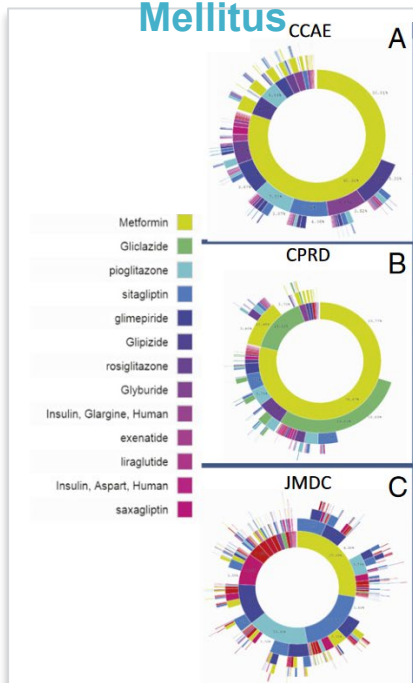 Mellitus
CCAE
A
CPRD
B
JMDC
C
Metformin
Gliclazide
pioglitazone
sitagliptin
glimepiride
Glipizide
rosiglitazone
Glyburide
Insulin, Glargine, Human
exenatide
liraglutide
Insulin, Aspart, Human
saxagliptin